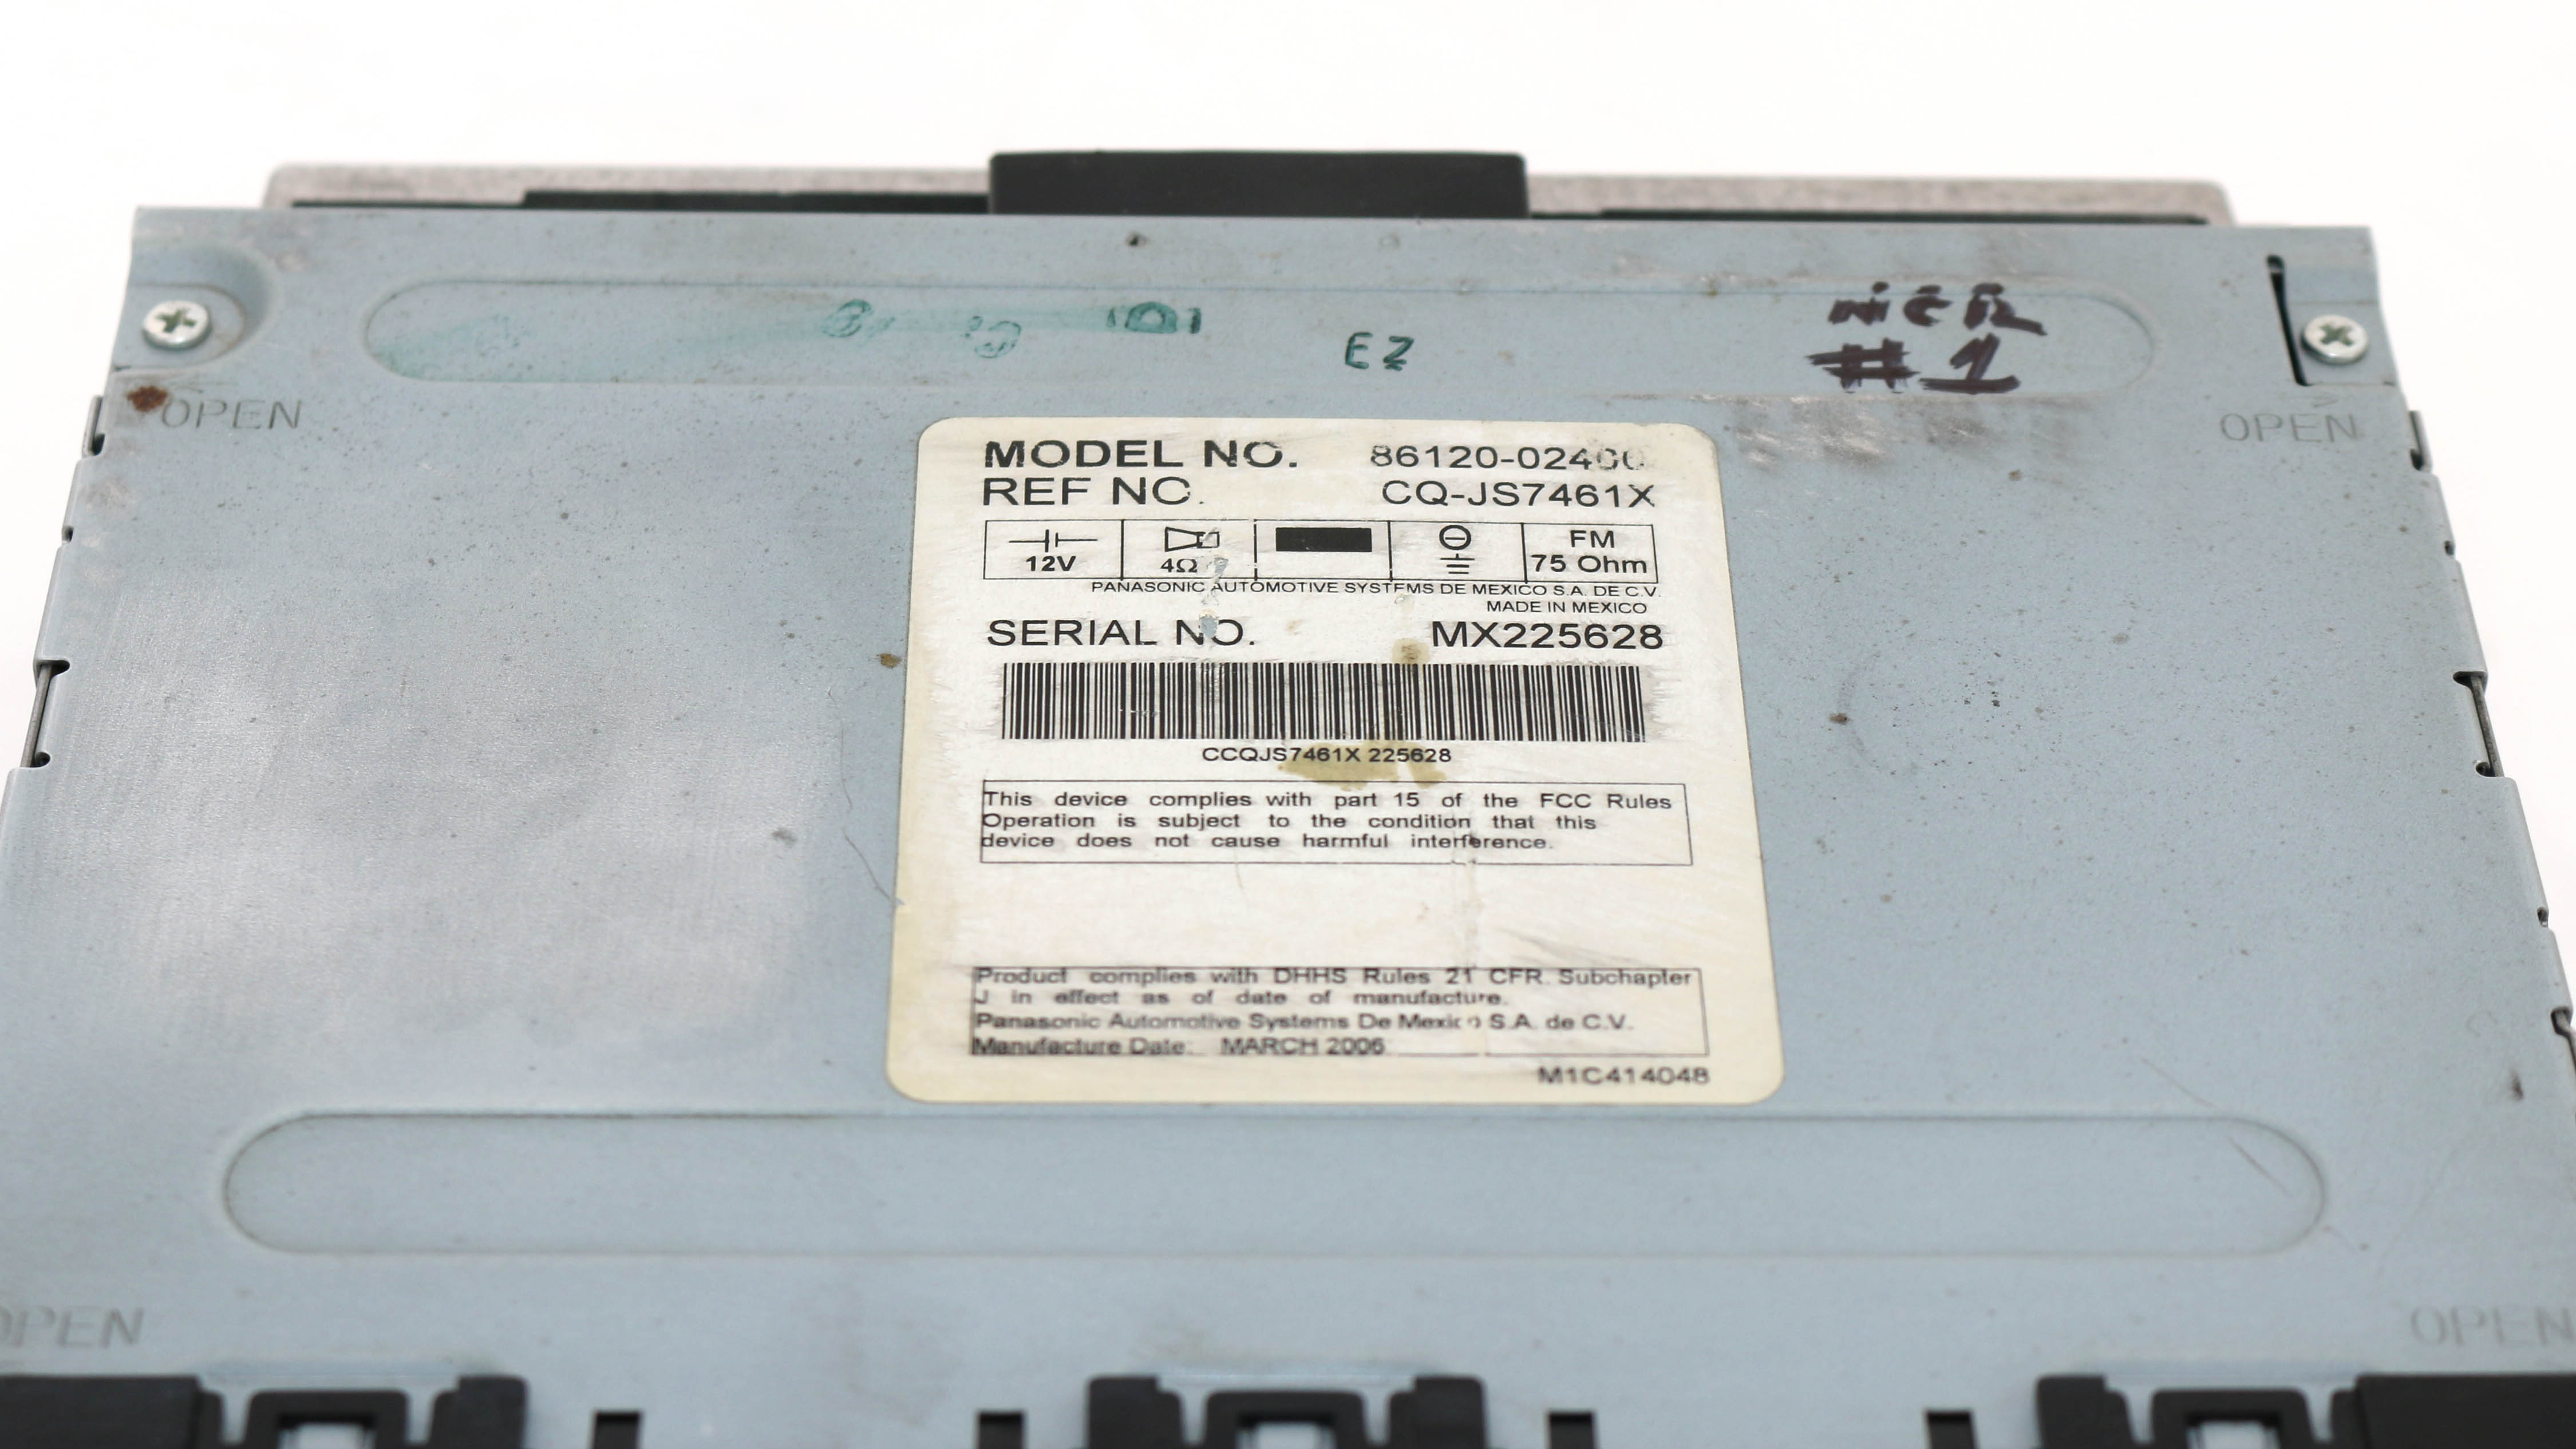 EZ
#1
OPEN
OPEN
MODEL NO. 86120-02400
REF NO. CQ-JS7461X
12V 4Ω FM 75 Ohm
PANASONIC AUTOMOTIVE SYSTEMS DE MEXICO S.A. DE C.V.
MADE IN MEXICO
SERIAL NO. MX225628
CCQJS7461X 225628
This device complies with part 15 of the FCC Rules
Operation is subject to the condition that this
device does not cause harmful interference.
Product complies with DHHS Rules 21 CFR. Subchapter
J in effect as of date of manufacture.
Panasonic Automotive Systems De Mexico S.A. de C.V.
Manufacture Date: MARCH 2006
M1C414048
OPEN
OPEN